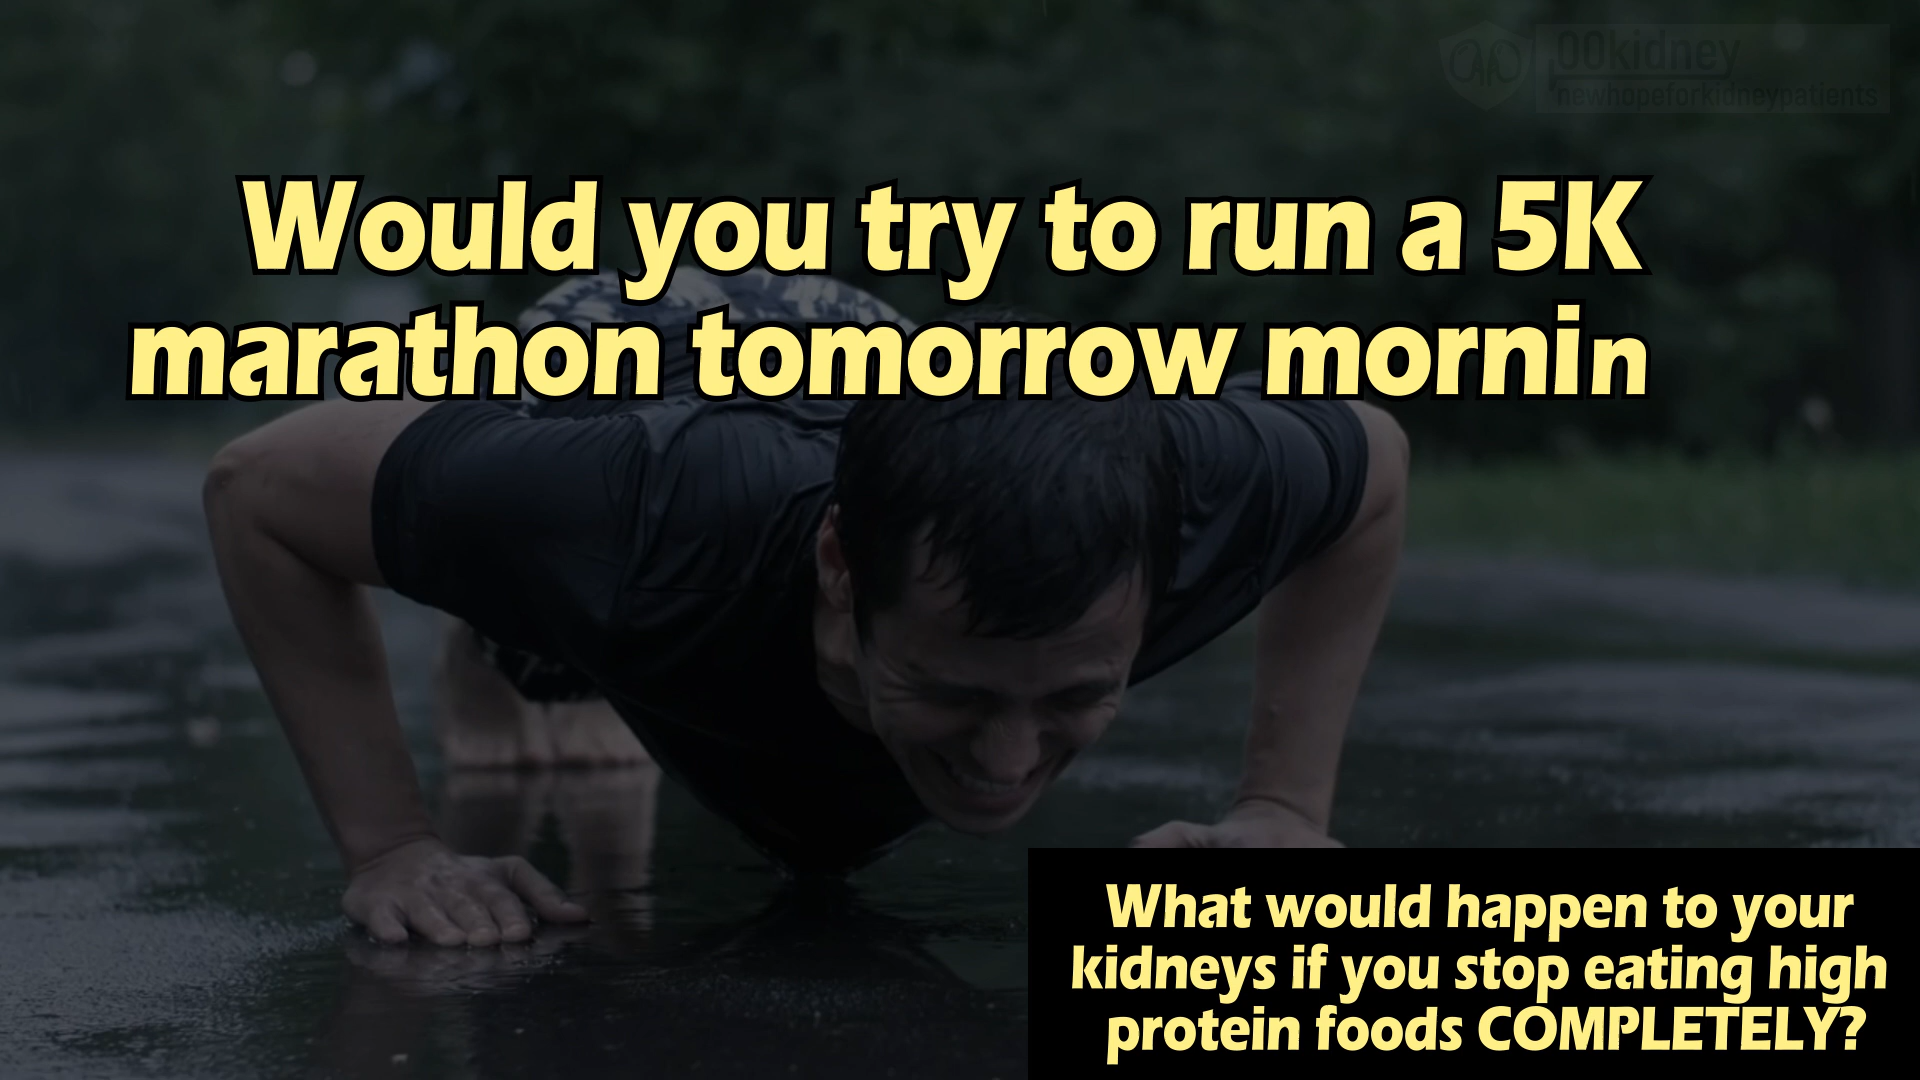 00kidney
newhopeforkidneypatients
Would you try to run a 5K
marathon tomorrow mornin
What would happen to your
kidneys if you stop eating high
protein foods COMPLETELY?